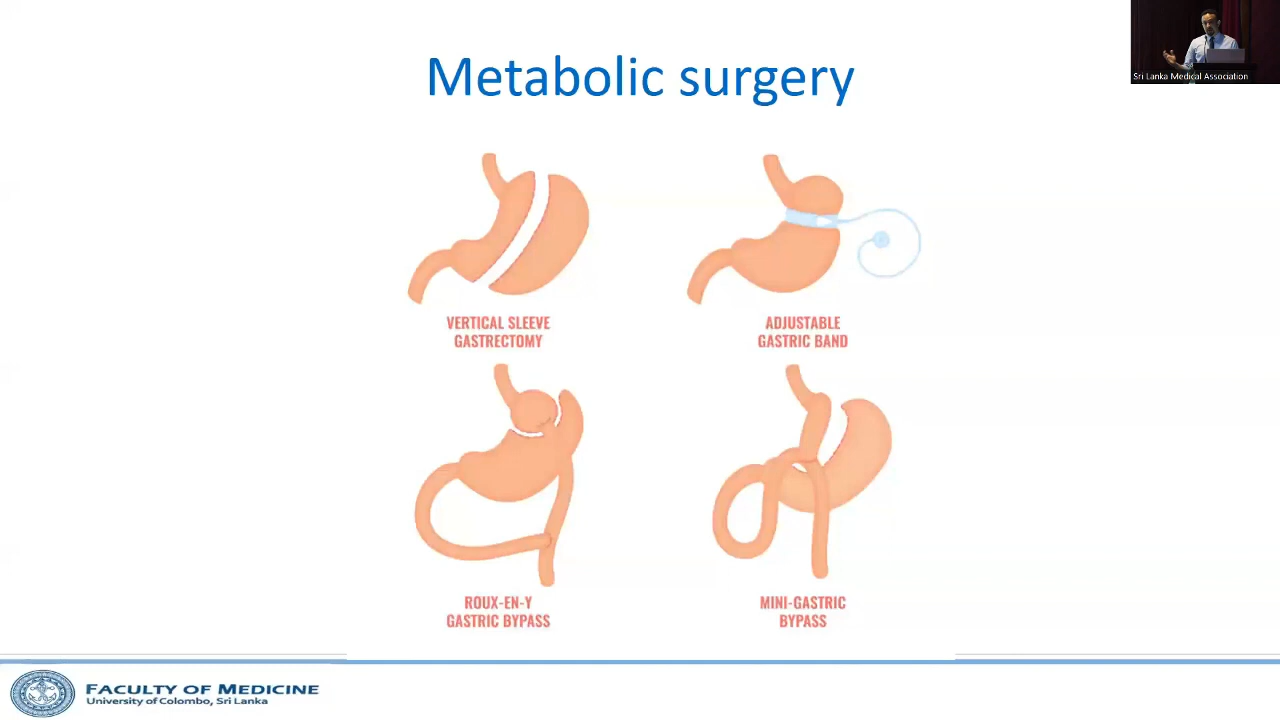 Sri Lanka Medical Association
Metabolic surgery
VERTICAL SLEEVE
GASTRECTOMY
ADJUSTABLE
GASTRIC BAND
ROUX-EN-Y
GASTRIC BYPASS
MINI-GASTRIC
BYPASS
FACULTY OF MEDICINE
University of Colombo, Sri Lanka